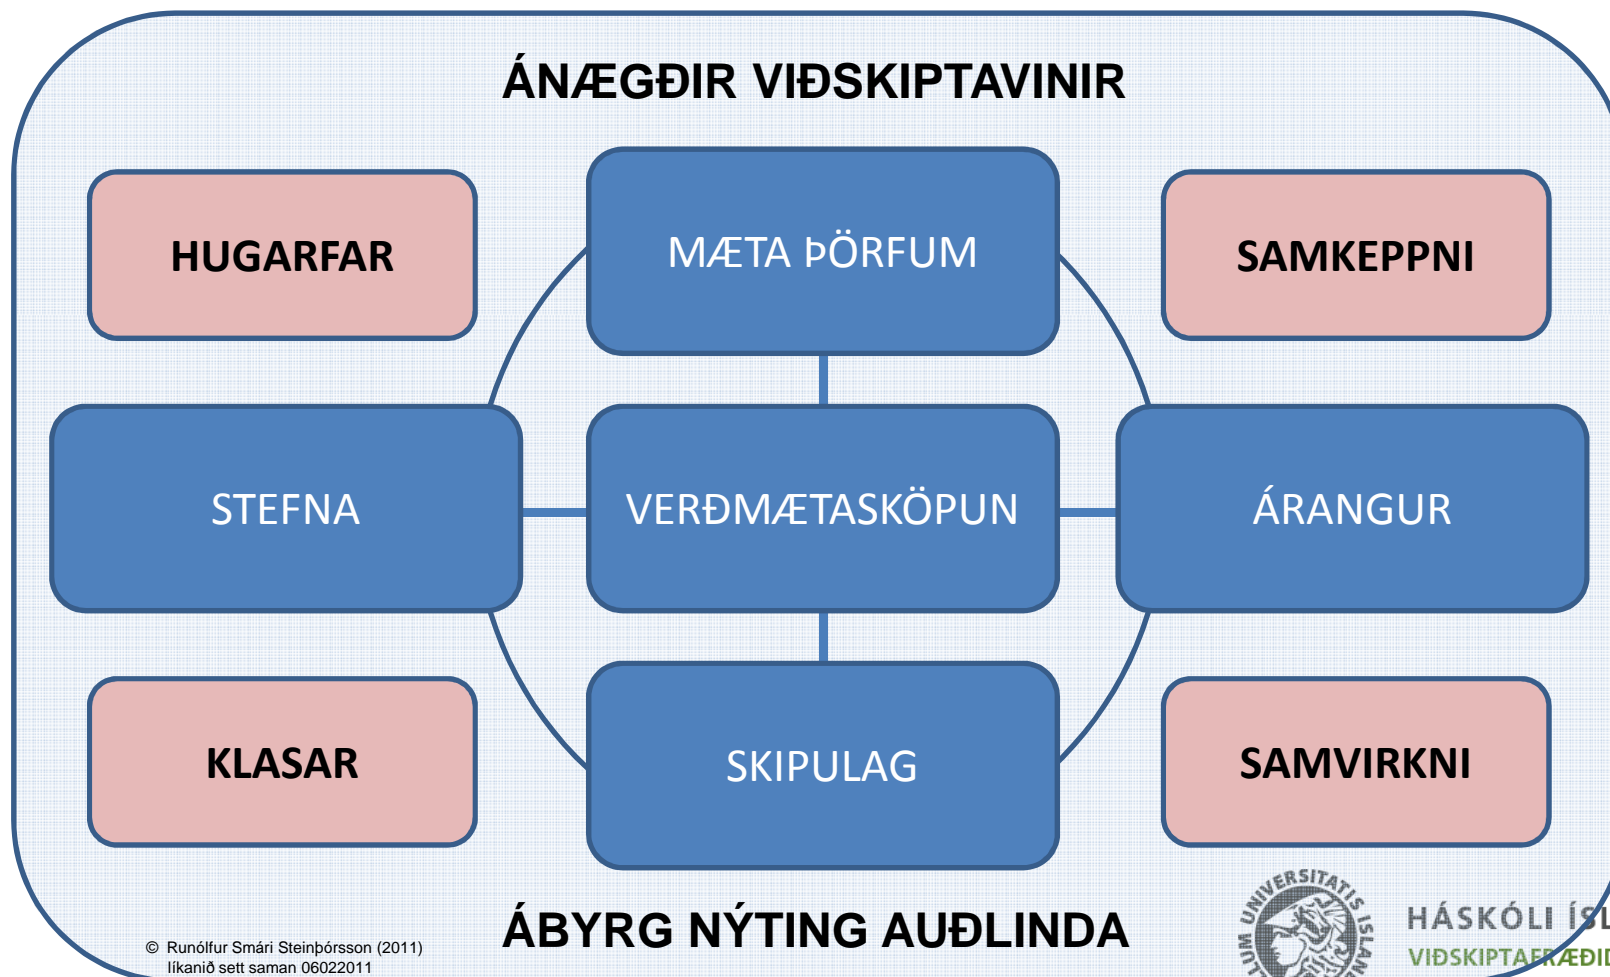 ÁNÆGÐIR VIÐSKIPTAVINIR
HUGARFAR
MÆTA ÞÖRFUM
SAMKEPPNI
STEFNA
VERÐMÆTASKÖPUN
ÁRANGUR
KLASAR
SKIPULAG
SAMVIRKNI
ÁBYRG NÝTING AUÐLINDA
© Runólfur Smári Steinþórsson (2011)
líkanið sett saman 06022011
HÁSKÓLI